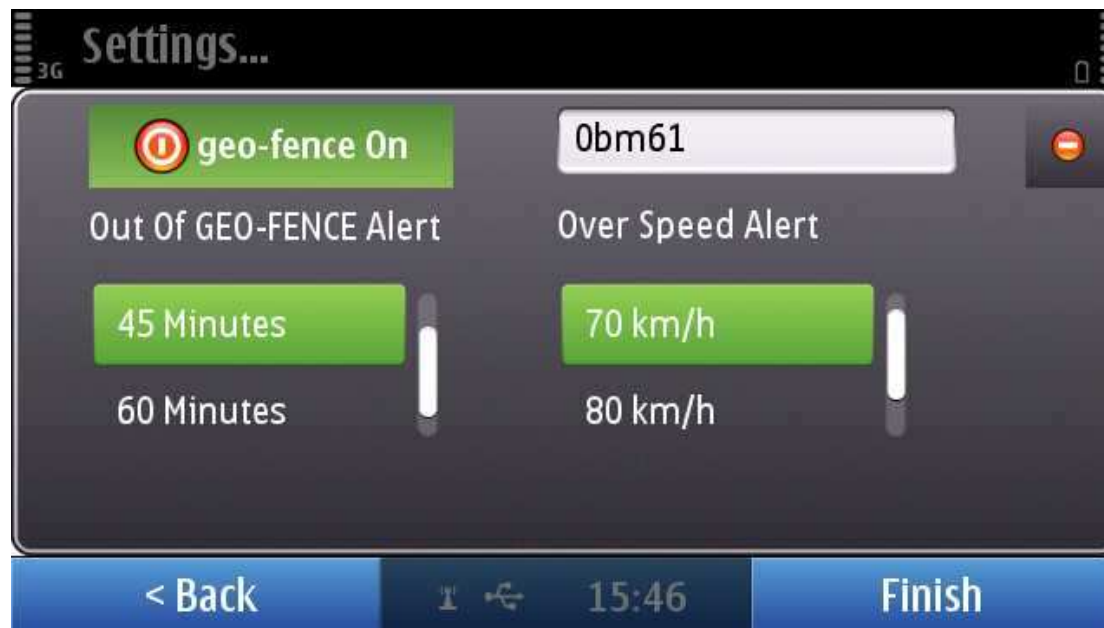 3G Settings...
geo-fence On
0bm61
Out Of GEO-FENCE Alert
Over Speed Alert
45 Minutes
70 km/h
60 Minutes
80 km/h
< Back
15:46
Finish